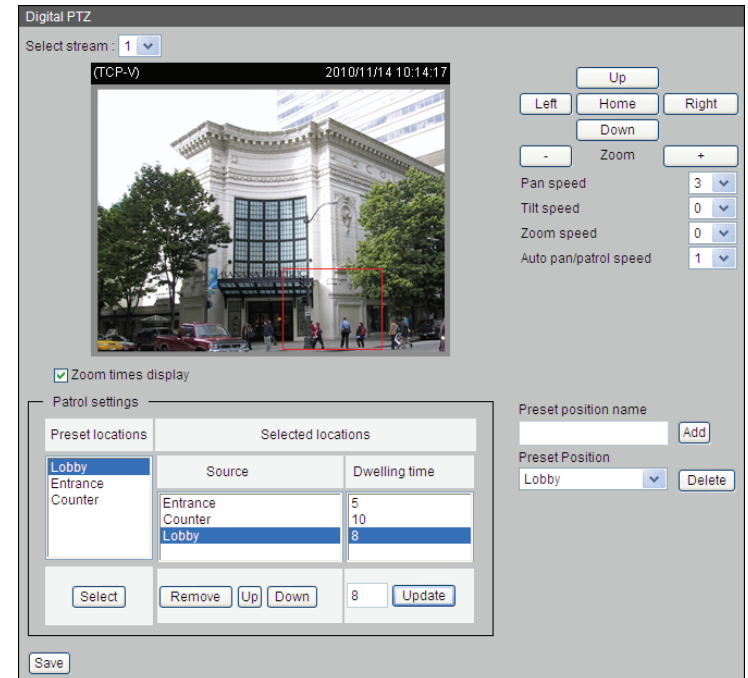 Digital PTZ
Select stream : 1
(TCP-V) 2010/11/14 10:14:17
Up
Left Home Right
Down
- Zoom +
Pan speed 3
Tilt speed 0
Zoom speed 0
Auto pan/patrol speed 1
Zoom times display
Patrol settings
Preset locations Selected locations
Lobby
Entrance
Counter
Source Dwelling time
Entrance 5
Counter 10
Lobby 8
Select Remove Up Down 8 Update
Preset position name
Add
Preset Position
Lobby Delete
Save